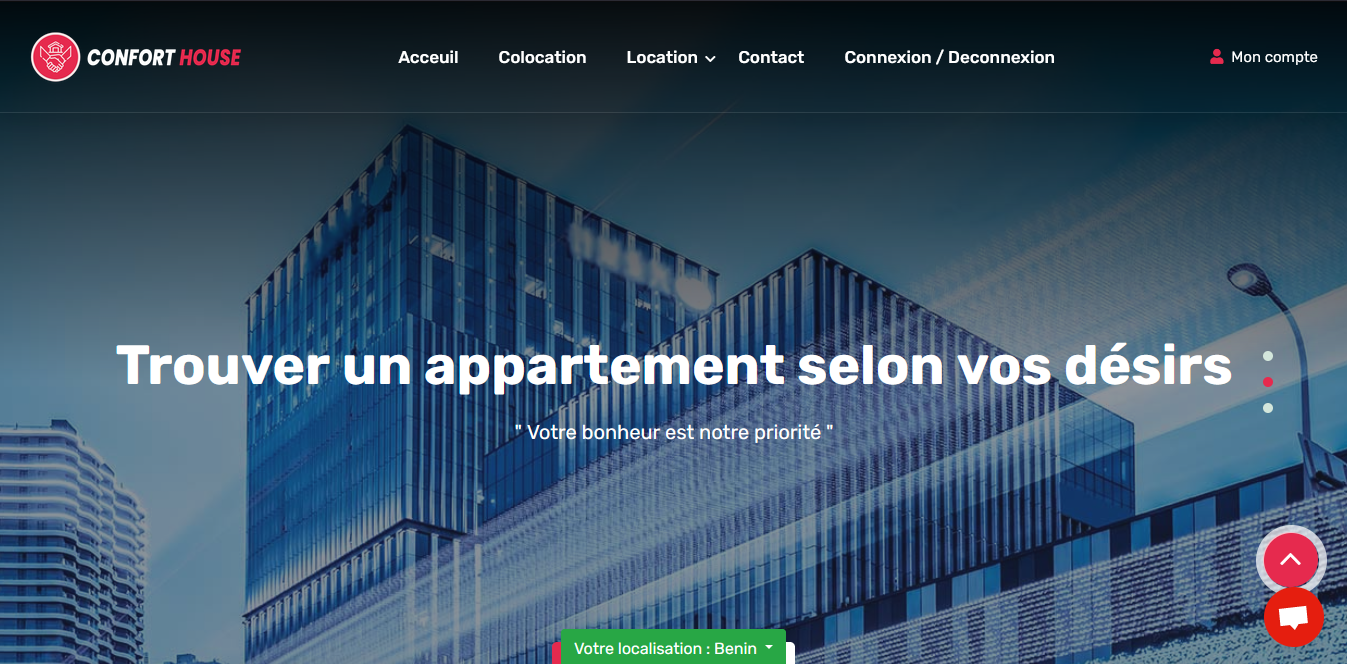 CONFORT HOUSE
Acceuil
Colocation
Location
Contact
Connexion / Deconnexion
Mon compte
Trouver un appartement selon vos désirs
" Votre bonheur est notre priorité "
Votre localisation : Benin